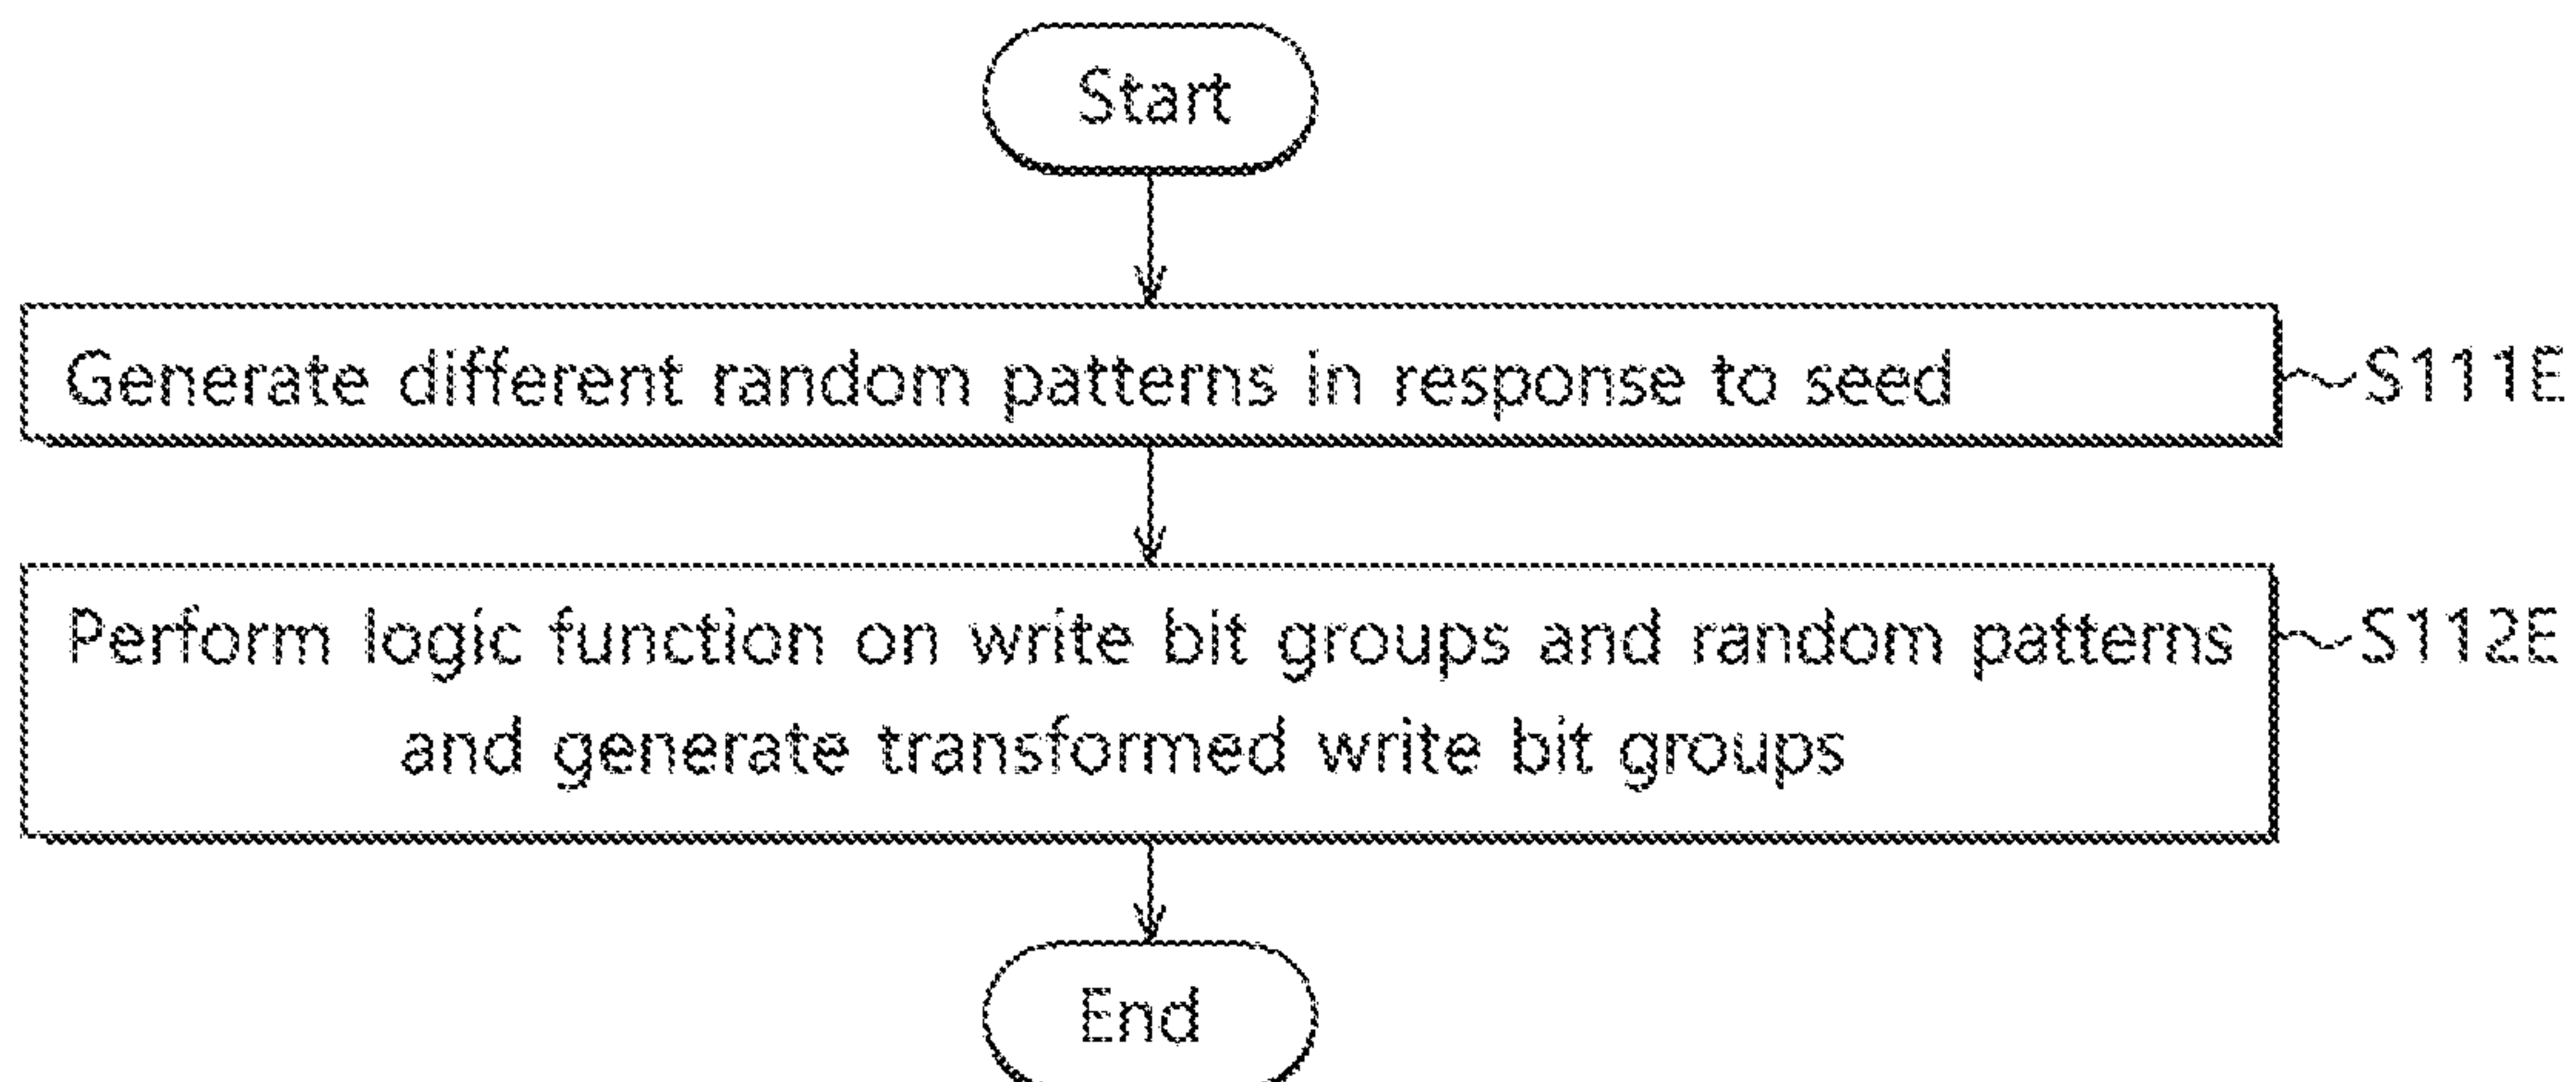 Start
Generate different random patterns in response to seed
S111E
Perform logic function on write bit groups and random patterns
S112E
and generate transformed write bit groups
End